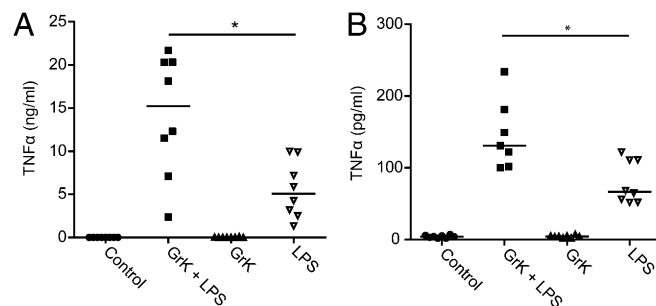 A
TNFα (ng/ml)
25
20
15
10
5
0
*
Control
GrK + LPS
GrK
LPS
B
TNFα (pg/ml)
300
200
100
0
*
Control
GrK + LPS
GrK
LPS